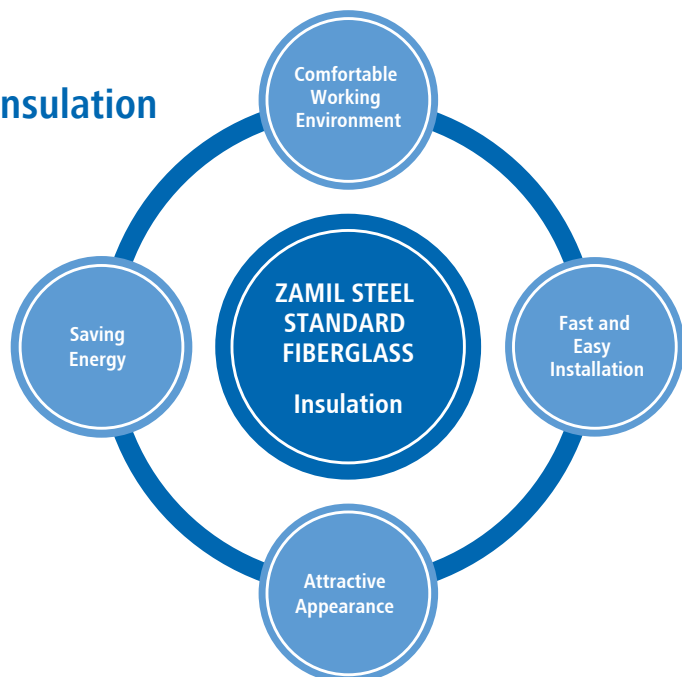 Comfortable
Working
Environment
nsulation
ZAMIL STEEL
STANDARD
FIBERGLASS
Insulation
Saving
Energy
Fast and
Easy
Installation
Attractive
Appearance